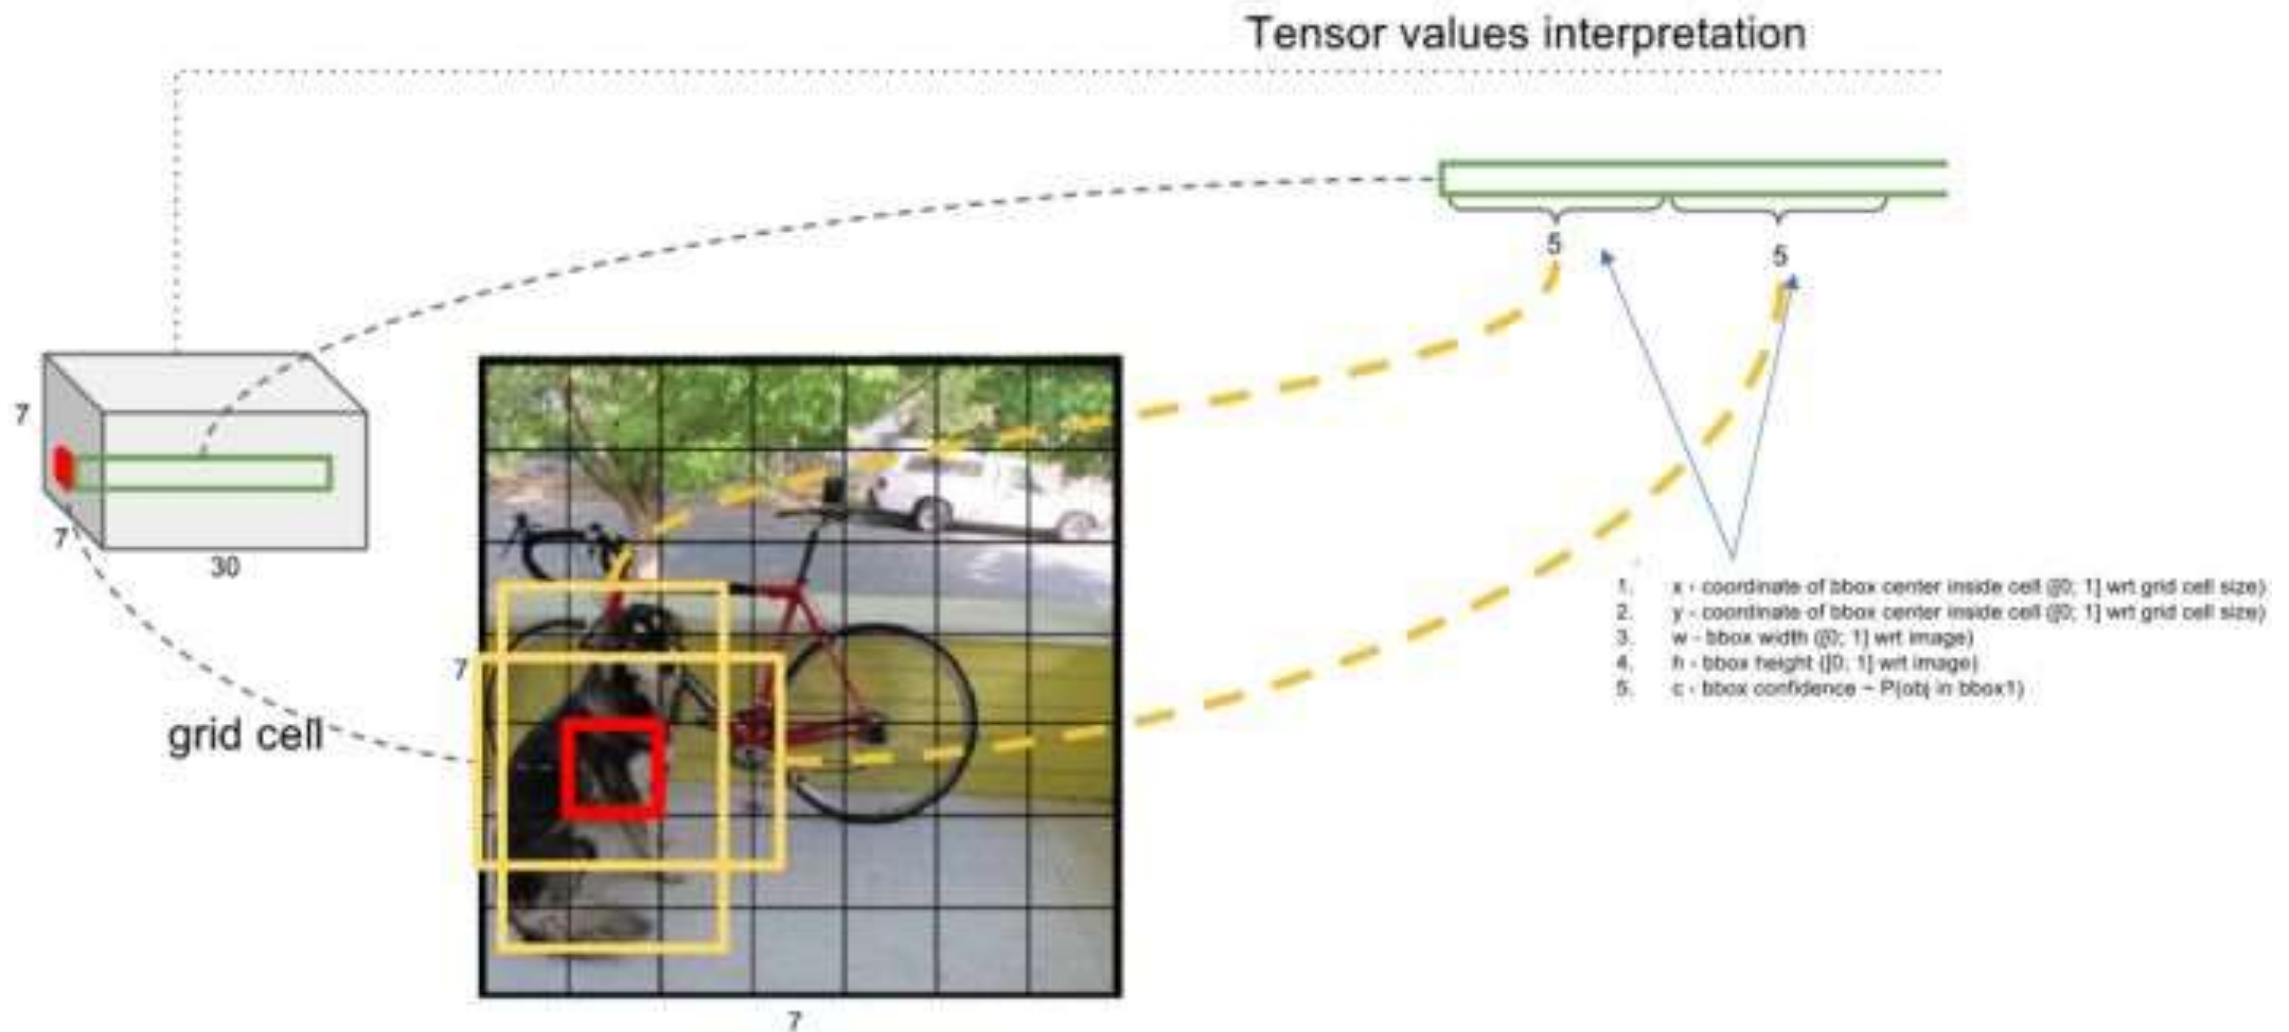 Tensor values interpretation
5
5
7
7
30
grid cell
7
7
1. x - coordinate of bbox center inside cell ([0; 1] wrt grid cell size)
2. y - coordinate of bbox center inside cell ([0; 1] wrt grid cell size)
3. w - bbox width ([0; 1] wrt image)
4. h - bbox height ([0; 1] wrt image)
5. c - bbox confidence ~ P(obj in bbox1)